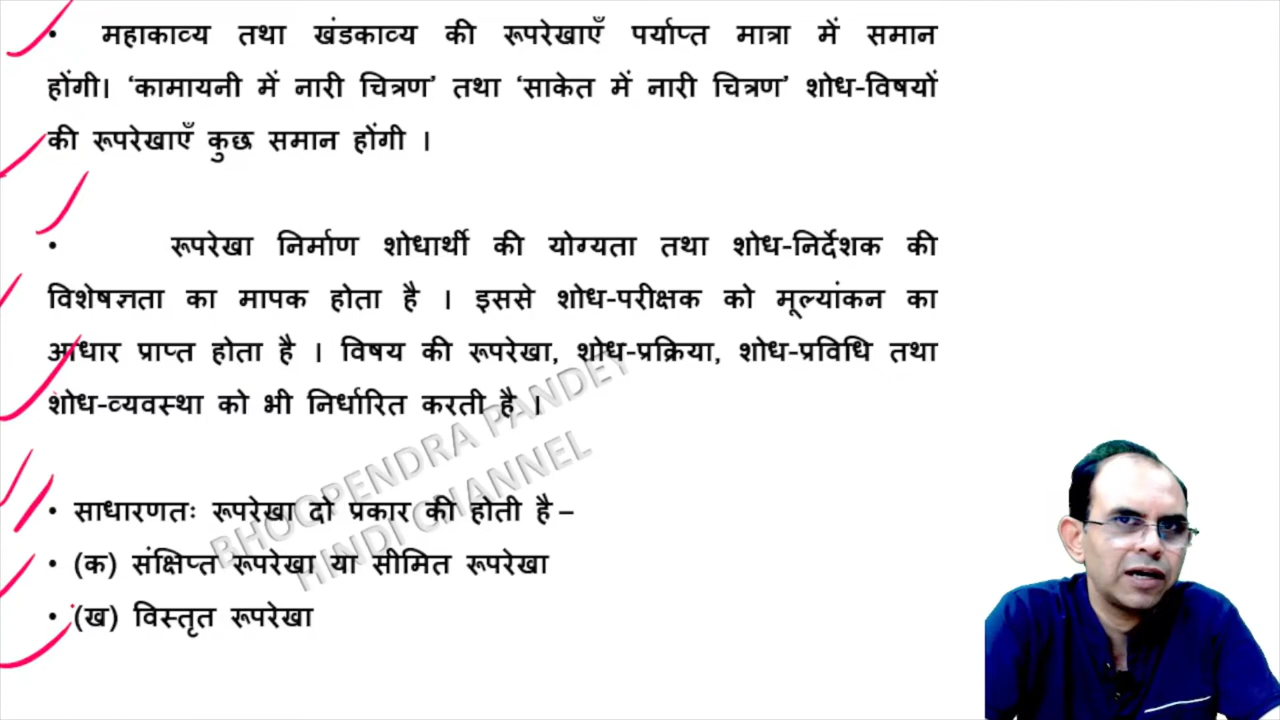 • महाकाव्य तथा खंडकाव्य की रूपरेखाएँ पर्याप्त मात्रा में समान
होंगी। ‘कामायनी में नारी चित्रण’ तथा ‘साकेत में नारी चित्रण’ शोध-विषयों
की रूपरेखाएँ कुछ समान होंगी ।
• रूपरेखा निर्माण शोधार्थी की योग्यता तथा शोध-निर्देशक की
विशेषज्ञता का मापक होता है । इससे शोध-परीक्षक को मूल्यांकन का
आधार प्राप्त होता है । विषय की रूपरेखा, शोध-प्रक्रिया, शोध-प्रविधि तथा
शोध-व्यवस्था को भी निर्धारित करती है ।
• साधारणतः रूपरेखा दो प्रकार की होती है –
• (क) संक्षिप्त रूपरेखा या सीमित रूपरेखा
• (ख) विस्तृत रूपरेखा
BHOOPENDRA PANDEY
HINDI CHANNEL